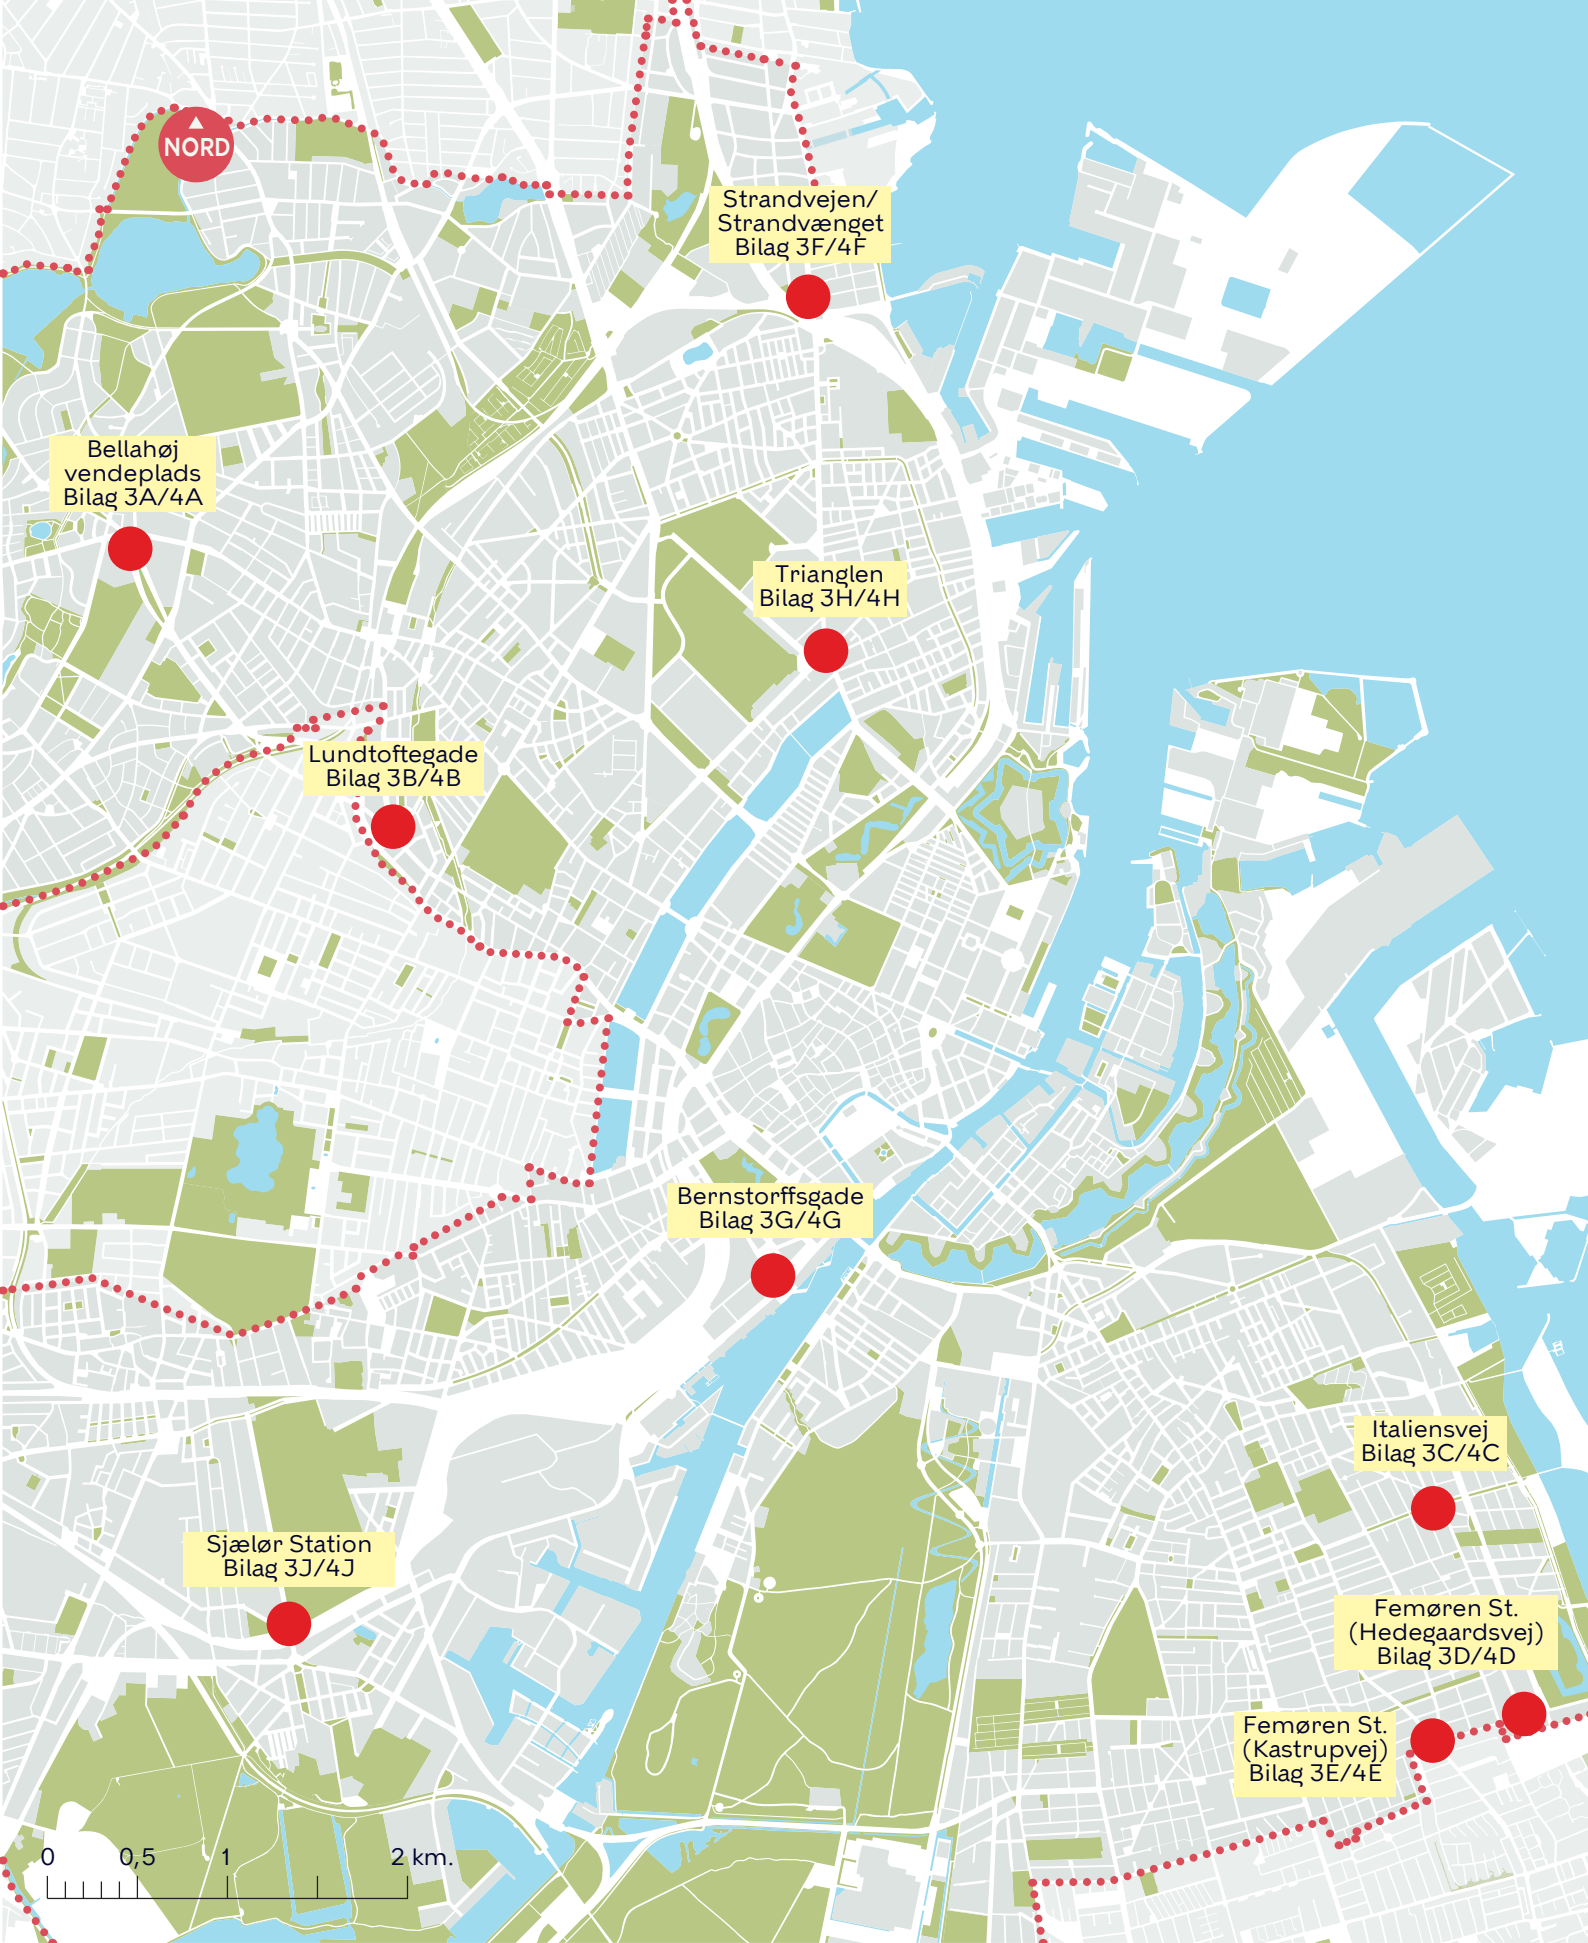 NORD
Strandvejen/
Strandvænget
Bilag 3F/4F
Bellahøj
vendeplads
Bilag 3A/4A
Trianglen
Bilag 3H/4H
Lundtoftegade
Bilag 3B/4B
Bernstorffsgade
Bilag 3G/4G
Italiensvej
Bilag 3C/4C
Sjælør Station
Bilag 3J/4J
Femøren St.
(Hedegaardsvej)
Bilag 3D/4D
Femøren St.
(Kastrupvej)
Bilag 3E/4E
0 0,5 1 2 km.